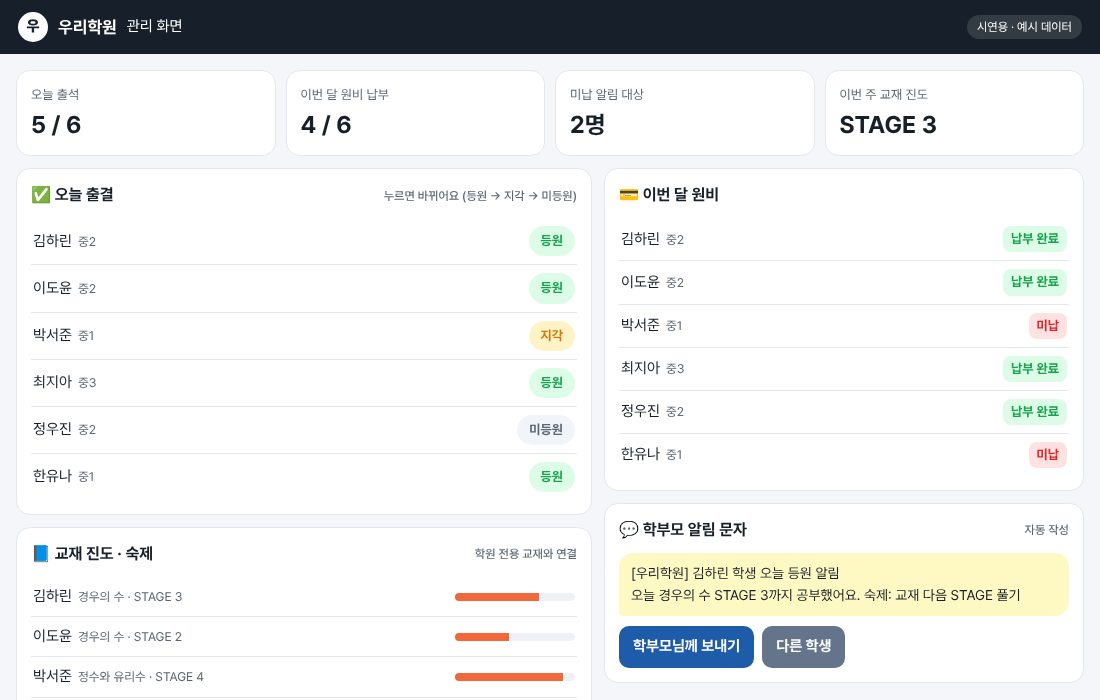 우 우리학원 관리 화면
시연용 · 예시 데이터
오늘 출석
5 / 6
이번 달 원비 납부
4 / 6
미납 알림 대상
2명
이번 주 교재 진도
STAGE 3
✅ 오늘 출결
누르면 바뀌어요 (등원 → 지각 → 미등원)
김하린 중2 등원
이도윤 중2 등원
박서준 중1 지각
최지아 중3 등원
정우진 중2 미등원
한유나 중1 등원
📘 교재 진도 · 숙제
학원 전용 교재와 연결
김하린 경우의 수 · STAGE 3
이도윤 경우의 수 · STAGE 2
박서준 정수와 유리수 · STAGE 4
💳 이번 달 원비
김하린 중2 납부 완료
이도윤 중2 납부 완료
박서준 중1 미납
최지아 중3 납부 완료
정우진 중2 납부 완료
한유나 중1 미납
💬 학부모 알림 문자
자동 작성
[우리학원] 김하린 학생 오늘 등원 알림
오늘 경우의 수 STAGE 3까지 공부했어요. 숙제: 교재 다음 STAGE 풀기
학부모님께 보내기
다른 학생